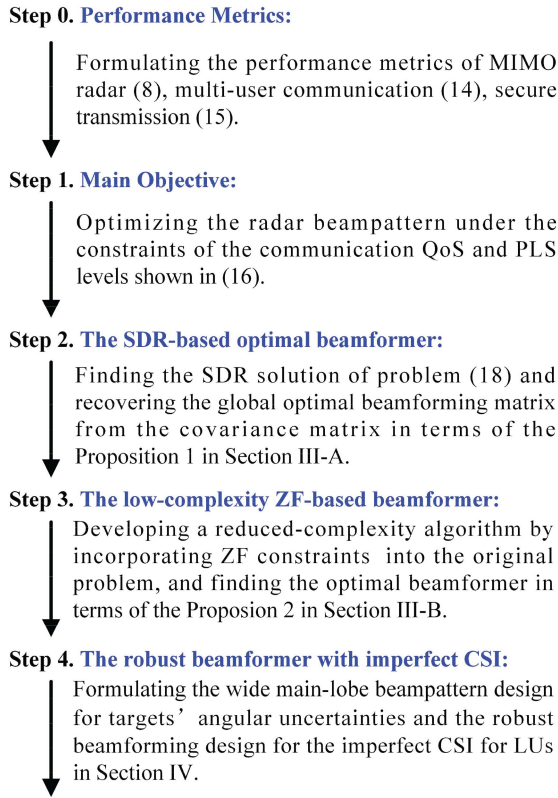 Step 0. Performance Metrics:
Formulating the performance metrics of MIMO
radar (8), multi-user communication (14), secure
transmission (15).
Step 1. Main Objective:
Optimizing the radar beampattern under the
constraints of the communication QoS and PLS
levels shown in (16).
Step 2. The SDR-based optimal beamformer:
Finding the SDR solution of problem (18) and
recovering the global optimal beamforming matrix
from the covariance matrix in terms of the
Proposition 1 in Section III-A.
Step 3. The low-complexity ZF-based beamformer:
Developing a reduced-complexity algorithm by
incorporating ZF constraints into the original
problem, and finding the optimal beamformer in
terms of the Proposion 2 in Section III-B.
Step 4. The robust beamformer with imperfect CSI:
Formulating the wide main-lobe beampattern design
for targets’ angular uncertainties and the robust
beamforming design for the imperfect CSI for LUs
in Section IV.